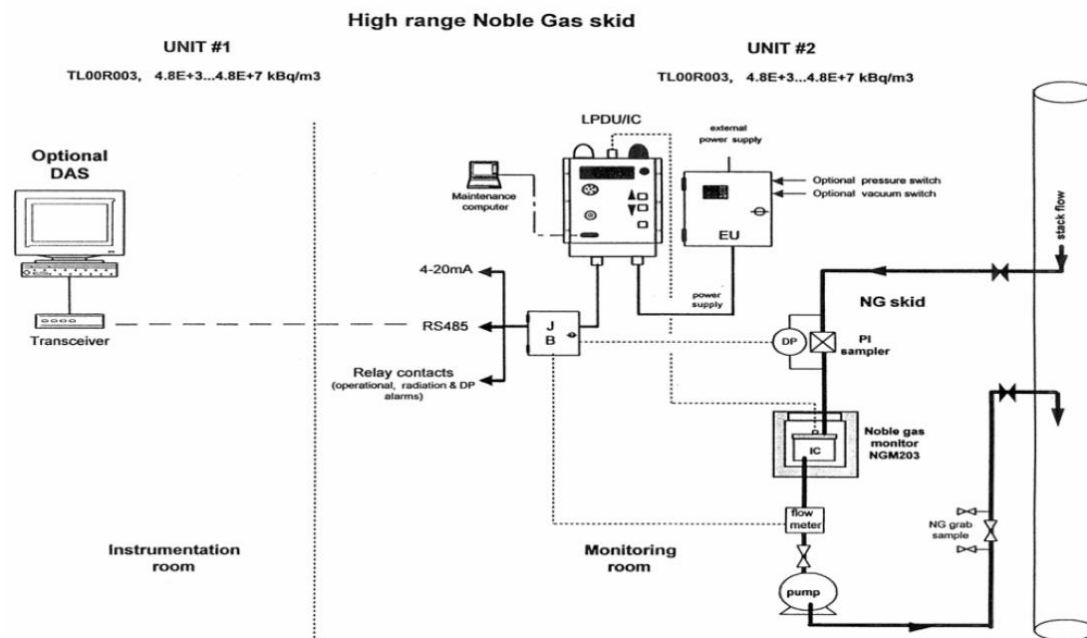 High range Noble Gas skid
UNIT #1
TL00R003, 4.8E+3...4.8E+7 kBq/m3
UNIT #2
TL00R003, 4.8E+3...4.8E+7 kBq/m3
LPDU/IC
external
power supply
Optional
DAS
Maintenance
computer
Optional pressure switch
Optional vacuum switch
EU
stack flow
4-20mA
power
supply
NG skid
Transceiver
RS485
J
B
DP
PI
sampler
Relay contacts
(operational, radiation & DP
alarms)
Noble gas
monitor
NGM203
IC
flow
meter
NG grab
sample
Instrumentation
room
Monitoring
room
pump